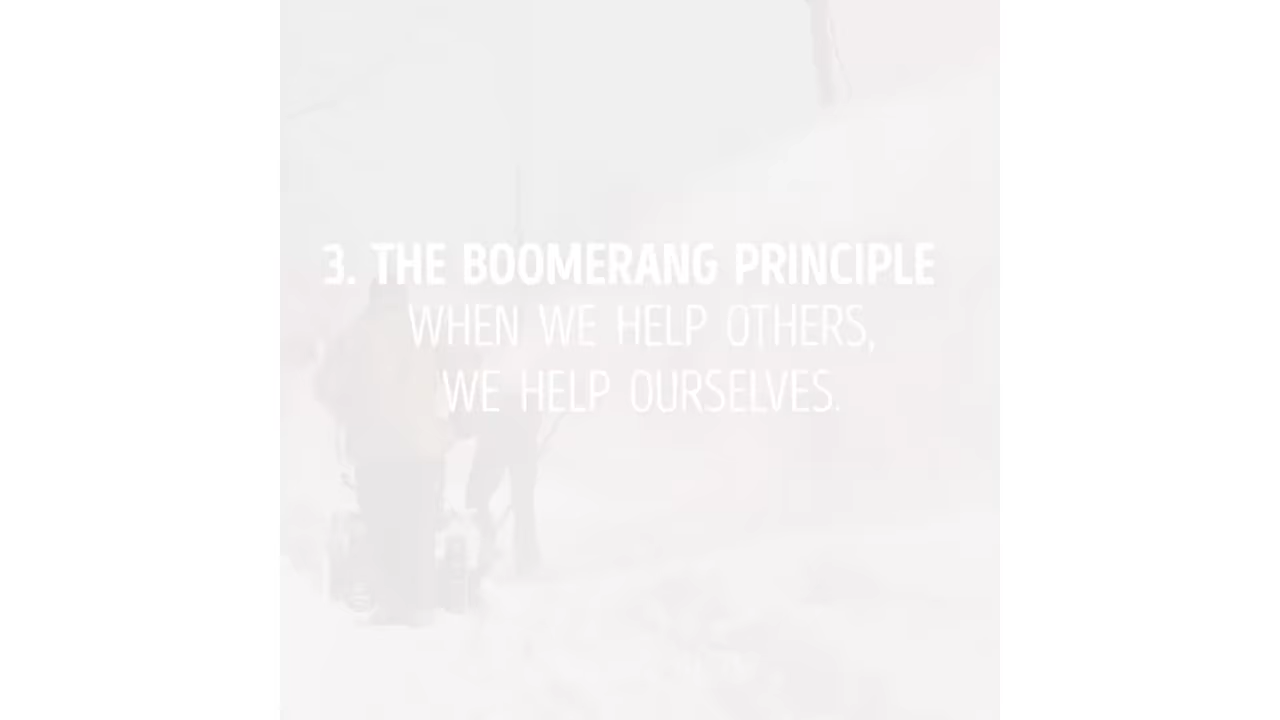 3. THE BOOMERANG PRINCIPLE
WHEN WE HELP OTHERS,
WE HELP OURSELVES.